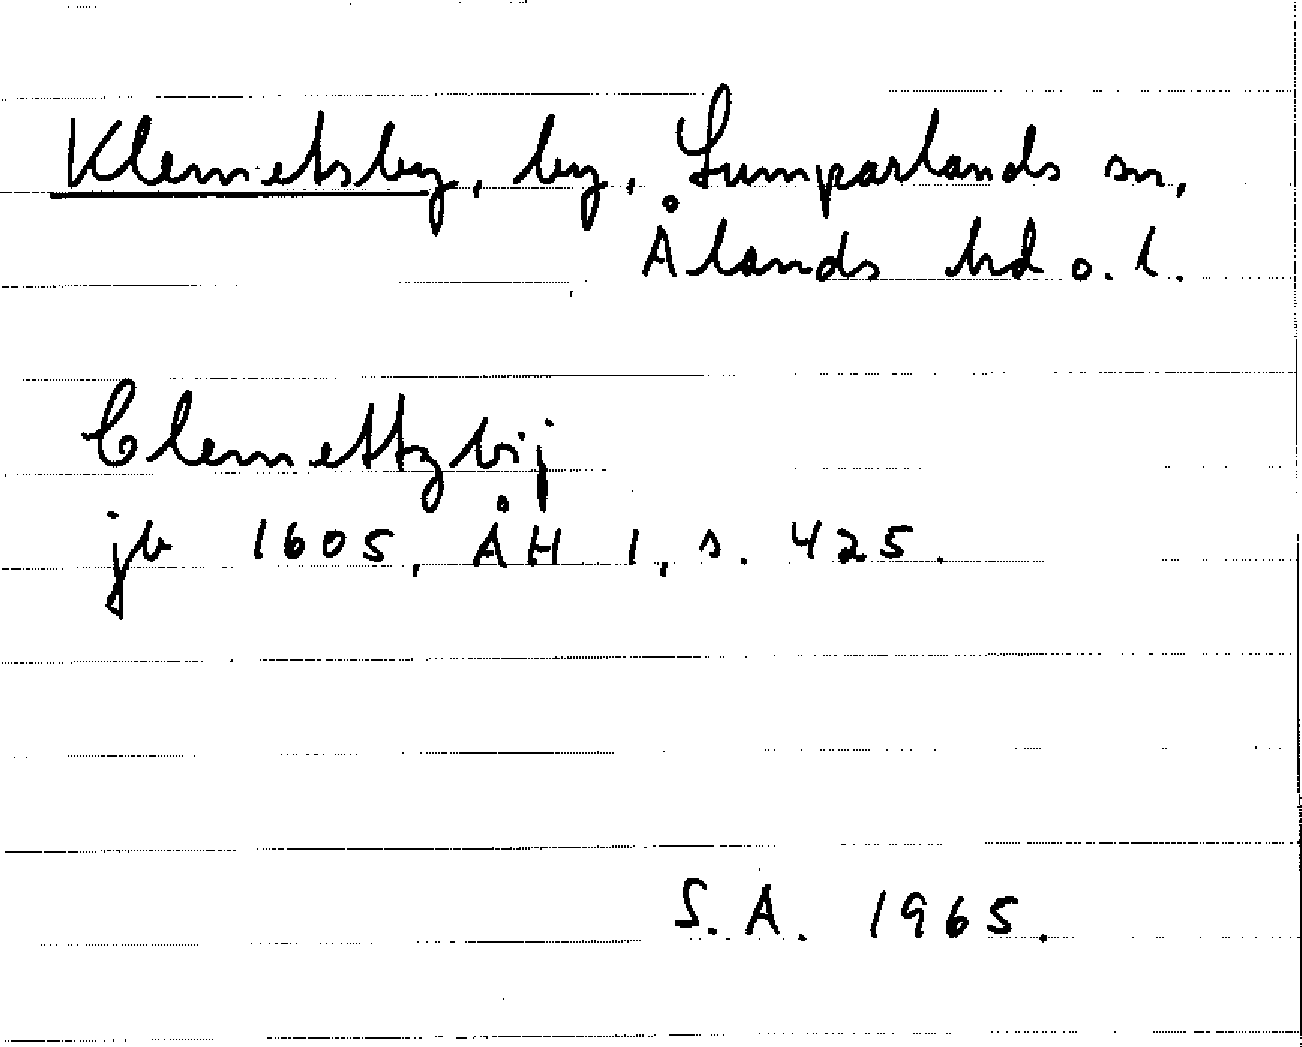 Klemetsby, by, Lumparlands sn,
Ålands hd o. l.
Clemettzbij
jb 1605, ÅH 1, s. 425.
S.A. 1965.